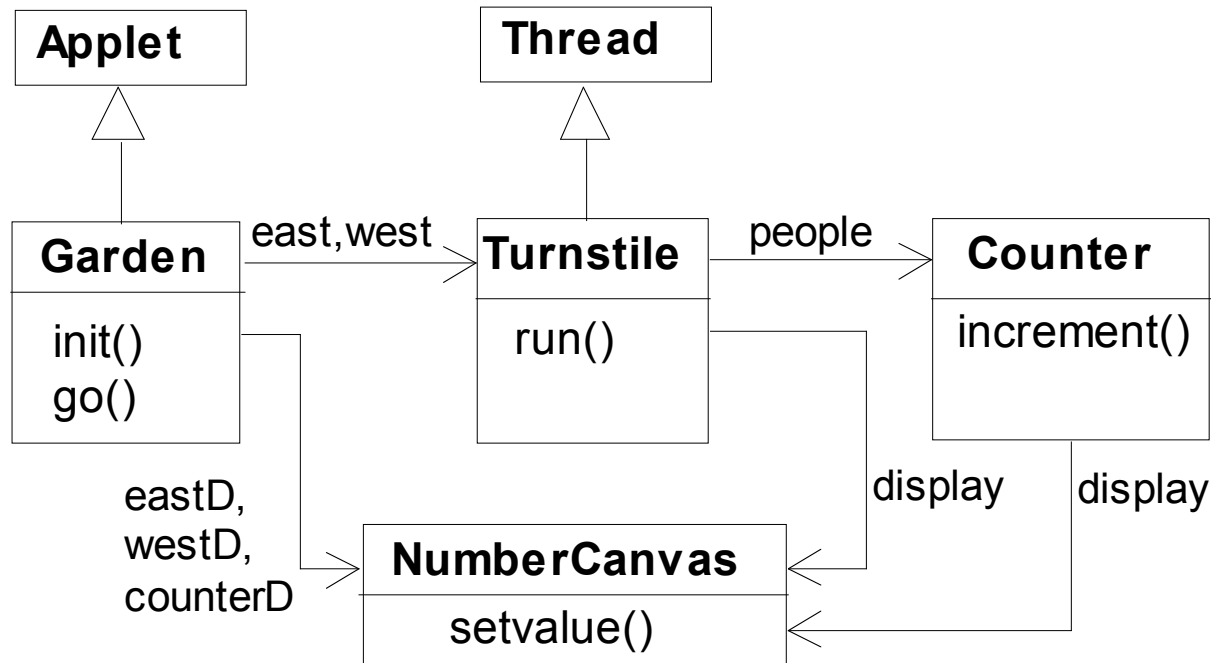 Applet
Thread
Garden
init()
go()
east,west
Turnstile
run()
people
Counter
increment()
eastD,
westD,
counterD
display
display
NumberCanvas
setvalue()